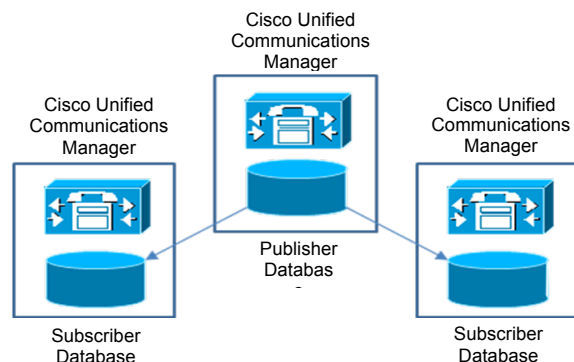 Cisco Unified
Communications
Manager
Cisco Unified
Communications
Manager
Cisco Unified
Communications
Manager
Publisher
Databas
Subscriber
Database
Subscriber
Database